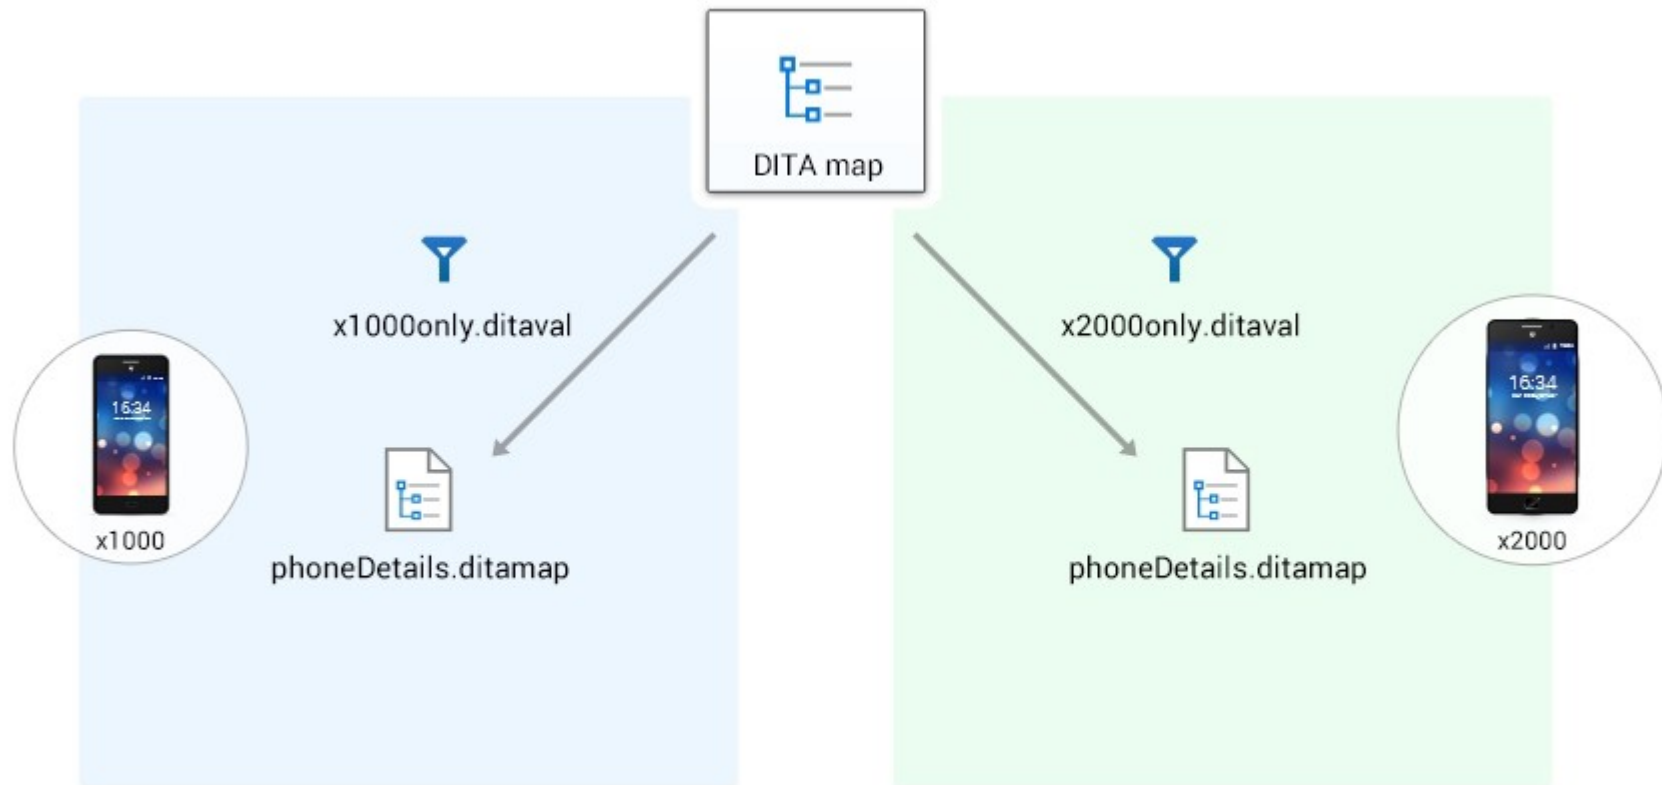 DITA map
x1000only.ditaval
x2000only.ditaval
16:34
16:34
x1000
x2000
phoneDetails.ditamap
phoneDetails.ditamap